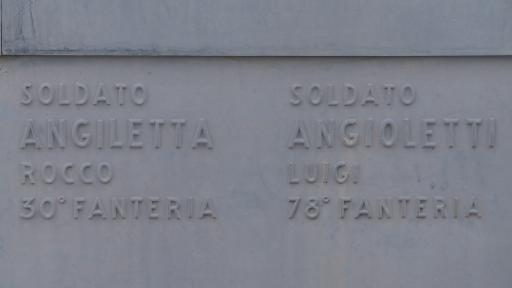 SOLDATO
ANGILETTA
ROCCO
30° FANTERIA
SOLDATO
ANGIOLETTI
LUIGI
78° FANTERIA